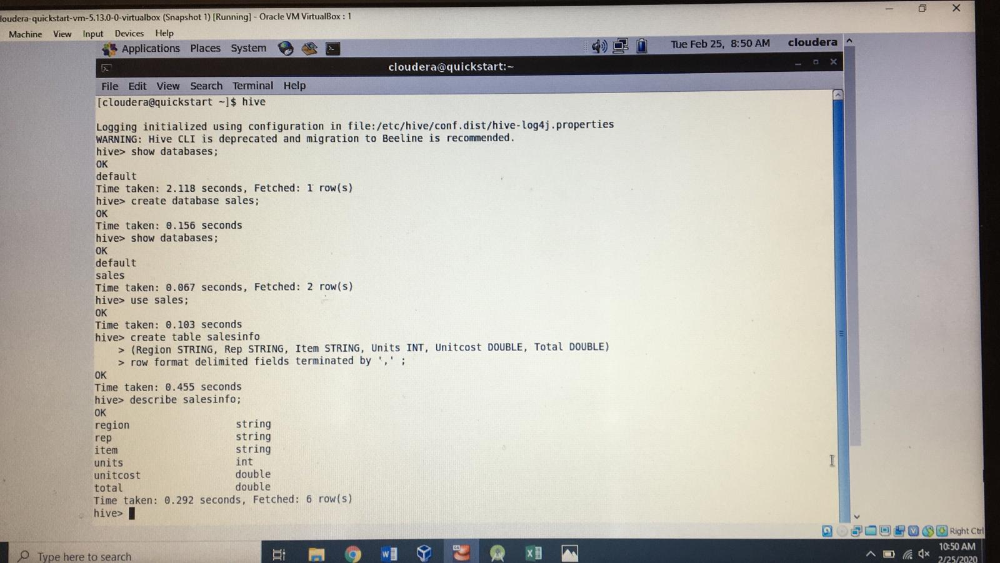 loudera-quickstart-vm-5.13.0-0-virtualbox (Snapshot 1) [Running] - Oracle VM VirtualBox : 1
Machine View Input Devices Help
Applications Places System Tue Feb 25, 8:50 AM cloudera
cloudera@quickstart:~
File Edit View Search Terminal Help
[cloudera@quickstart ~]$ hive
Logging initialized using configuration in file:/etc/hive/conf.dist/hive-log4j.properties
WARNING: Hive CLI is deprecated and migration to Beeline is recommended.
hive> show databases;
OK
default
Time taken: 2.118 seconds, Fetched: 1 row(s)
hive> create database sales;
OK
Time taken: 0.156 seconds
hive> show databases;
OK
default
sales
Time taken: 0.067 seconds, Fetched: 2 row(s)
hive> use sales;
OK
Time taken: 0.103 seconds
hive> create table salesinfo
> (Region STRING, Rep STRING, Item STRING, Units INT, Unitcost DOUBLE, Total DOUBLE)
> row format delimited fields terminated by ',' ;
OK
Time taken: 0.455 seconds
hive> describe salesinfo;
OK
region string
rep string
item string
units int
unitcost double
total double
Time taken: 0.292 seconds, Fetched: 6 row(s)
hive>
Right Ctrl
Type here to search
10:50 AM
2/25/2020